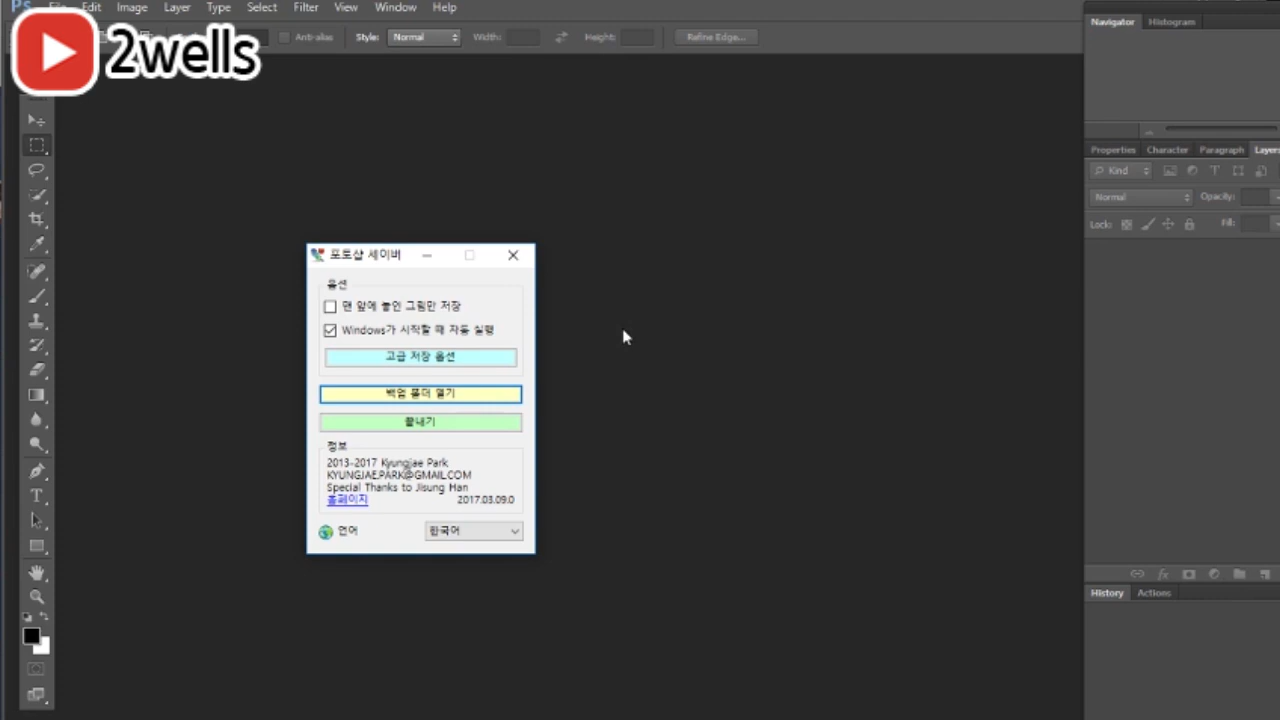 Ps File Edit Image Layer Type Select Filter View Window Help
2wells
Anti-alias Style: Normal Width: Height: Refine Edge...
Navigator Histogram
Properties Character Paragraph Layers
Kind
Normal Opacity:
Lock: Fill:
포토샵 세이버
옵션
맨 앞에 놓인 그림만 저장
Windows가 시작할 때 자동 실행
고급 저장 옵션
백업 폴더 열기
끝내기
정보
2013-2017 Kyungjae Park
KYUNGJAE.PARK@GMAIL.COM
Special Thanks to Jisung Han
홈페이지 2017.03.09.0
언어 한국어
History Actions